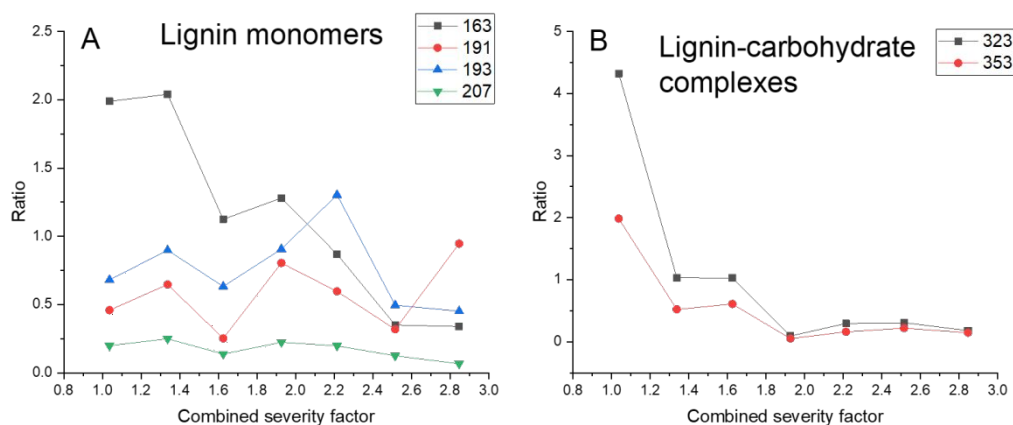 A
Lignin monomers
163
191
193
207
2.5
2.0
1.5
1.0
0.5
0.0
Ratio
0.8 1.0 1.2 1.4 1.6 1.8 2.0 2.2 2.4 2.6 2.8 3.0
Combined severity factor
B
Lignin-carbohydrate
complexes
323
353
5
4
3
2
1
0
Ratio
0.8 1.0 1.2 1.4 1.6 1.8 2.0 2.2 2.4 2.6 2.8 3.0
Combined severity factor